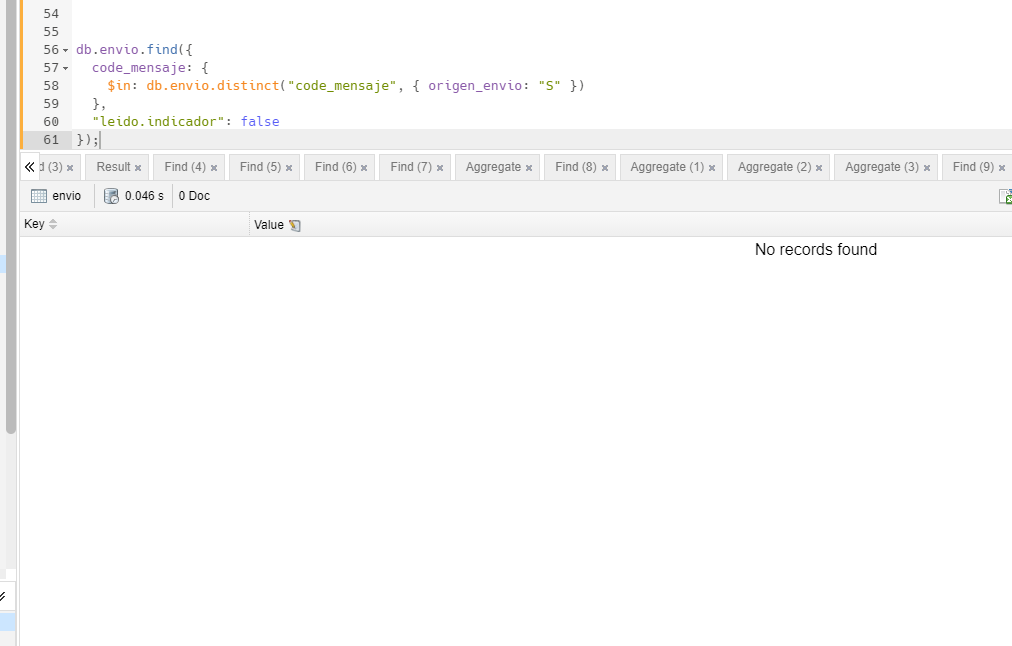 54
55
56 db.envio.find({
57 code_mensaje: {
58 $in: db.envio.distinct("code_mensaje", { origen_envio: "S" })
59 },
60 "leido.indicador": false
61 });
(3) Result Find (4) Find (5) Find (6) Find (7) Aggregate Find (8) Aggregate (1) Aggregate (2) Aggregate (3) Find (9)
envio 0.046 s 0 Doc
Key Value
No records found